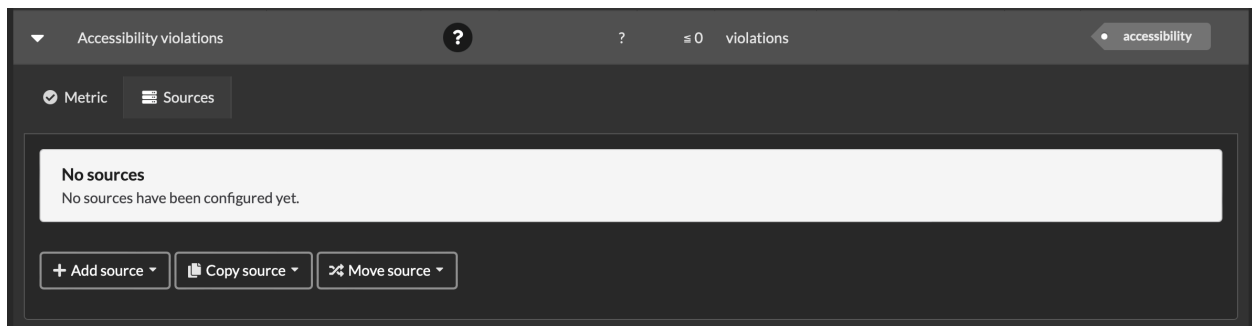 Accessibility violations ? ? ≤ 0 violations accessibility
Metric Sources
No sources
No sources have been configured yet.
Add source Copy source Move source